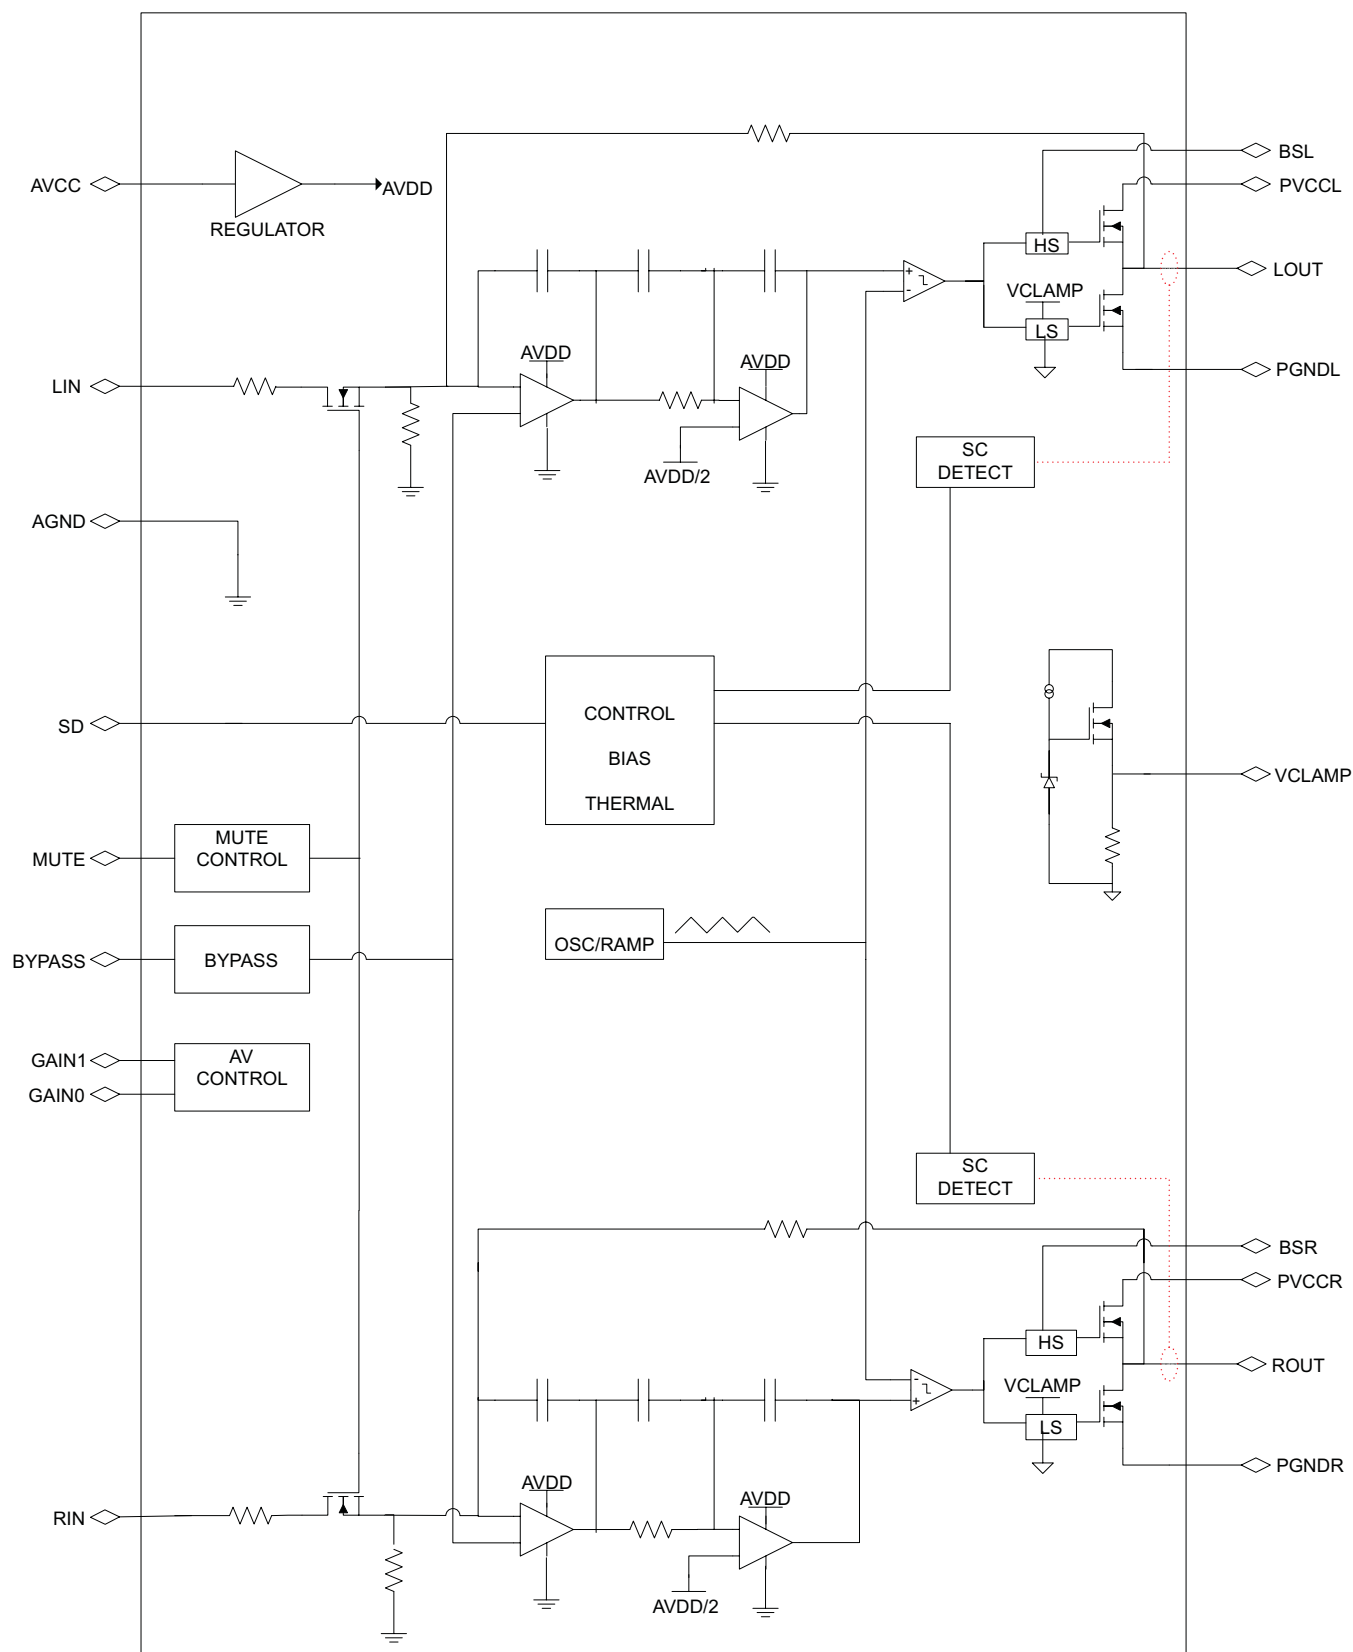 BSL
AVCC
REGULATOR
AVDD
PVCCL
HS
LOUT
VCLAMP
LS
+
-
AVDD
AVDD
LIN
PGNDL
AVDD/2
SC
DETECT
AGND
SD
CONTROL
BIAS
THERMAL
VCLAMP
MUTE
MUTE
CONTROL
OSC/RAMP
BYPASS
BYPASS
GAIN1
GAIN0
AV
CONTROL
SC
DETECT
BSR
PVCCR
HS
ROUT
-
+
VCLAMP
LS
AVDD
AVDD
PGNDR
RIN
AVDD/2